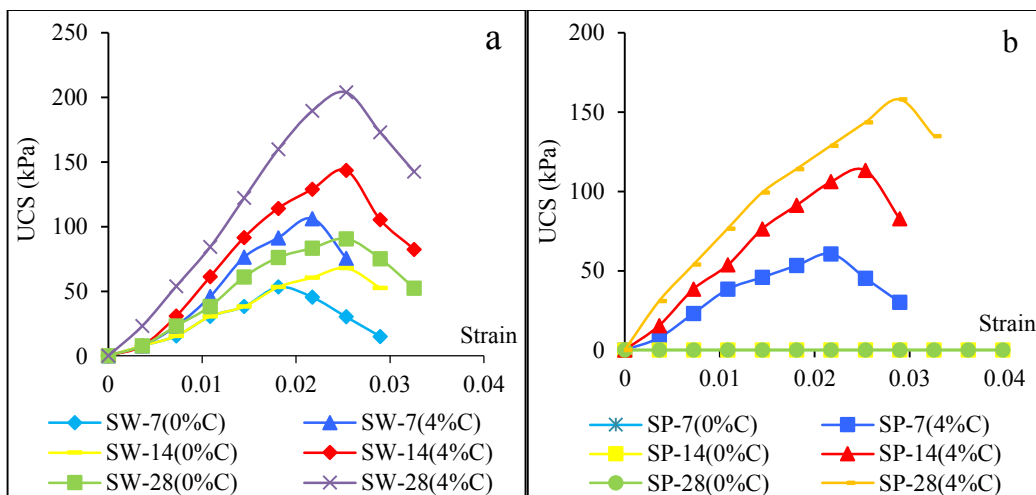 a
UCS (kPa)
250
200
150
100
50
0
Strain
0
0.01
0.02
0.03
0.04
SW-7(0%C)
SW-7(4%C)
SW-14(0%C)
SW-14(4%C)
SW-28(0%C)
SW-28(4%C)
b
UCS (kPa)
200
150
100
50
0
Strain
0
0.01
0.02
0.03
0.04
SP-7(0%C)
SP-7(4%C)
SP-14(0%C)
SP-14(4%C)
SP-28(0%C)
SP-28(4%C)